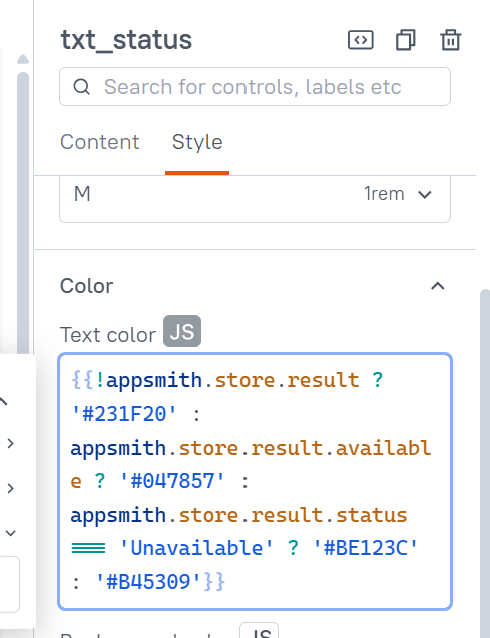 txt_status
Search for controls, labels etc
Content Style
M 1rem
Color
Text color JS
{{!appsmith.store.result ?
'#231F20' :
appsmith.store.result.availabl
e ? '#047857' :
appsmith.store.result.status
=== 'Unavailable' ? '#BE123C'
: '#B45309'}}
JS